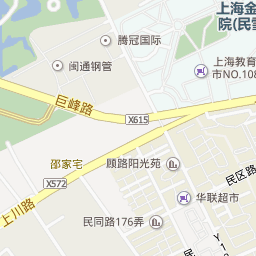 上海金
院(民
腾冠国际
闽通钢管
上海教育
市NO.108
巨峰路
X615
邵家宅
顾路阳光苑
X572
民区路
华联超市
上川路
民同路176弄